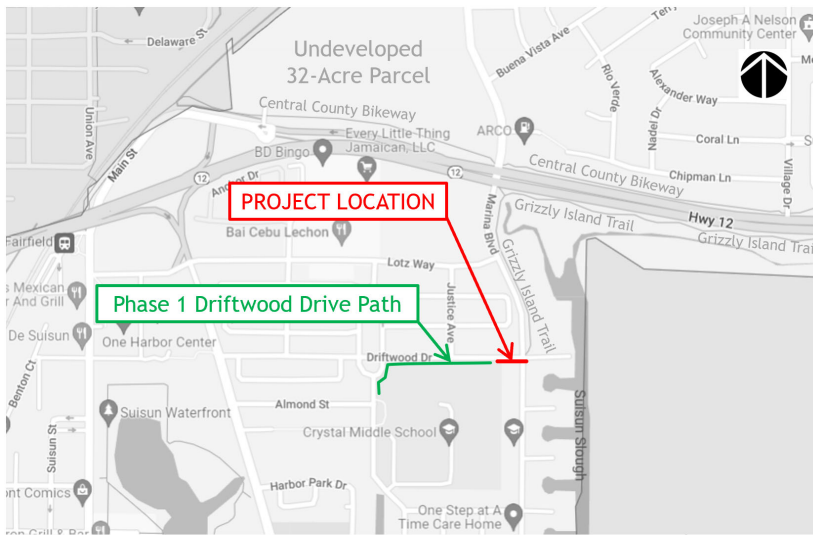 Joseph A Nelson
Community Center
Delaware St
Undeveloped
32-Acre Parcel
Buena Vista Ave
Rio Verde
Alexander Way
Nadel Dr
Central County Bikeway
Union Ave
Main St
Every Little Thing
Jamaican, LLC
ARCO
BD Bingo
Coral Ln
12
12
Central County Bikeway
Chipman Ln
Village Dr
Anchor Dr
PROJECT LOCATION
Marina Blvd
Grizzly Island Trail
Hwy 12
Bai Cebu Lechon
Fairfield
Grizzly Island Trail
Grizzly Island Trai
Lotz Way
s Mexican
r And Grill
Phase 1 Driftwood Drive Path
Justice Ave
De Suisun
One Harbor Center
Driftwood Dr
Benton Ct
Almond St
Suisun Waterfront
Suisun St
Crystal Middle School
Suisun Slough
Harbor Park Dr
ont Comics
One Step at A
Time Care Home
ron Grill & Bar